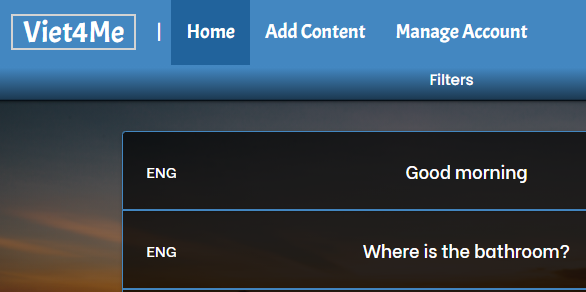 Viet4Me | Home Add Content Manage Account
Filters
ENG Good morning
ENG Where is the bathroom?